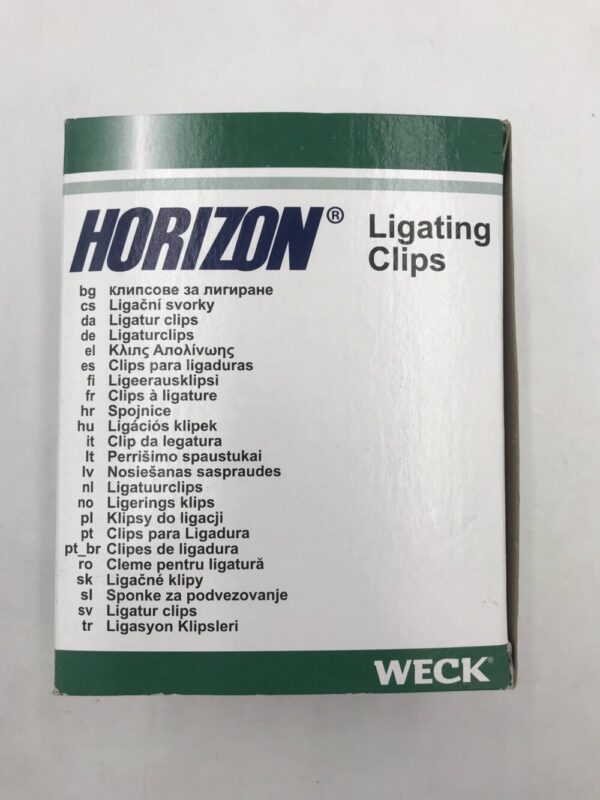 HORIZON® Ligating Clips
bg клипсове за лигиране
cs Ligační svorky
da Ligatur clips
de Ligaturclips
el Κλιπς Απολίνωης
es Clips para ligaduras
fi Ligeerausklipsi
fr Clips à ligature
hr Spojnice
hu Ligációs klipek
it Clip da legatura
lt Perrišimo spaustukai
lv Nosiešanas saspraudes
nl Ligatuurclips
no Ligerings klips
pl Klipsy do ligacji
pt Clips para Ligadura
pt_br Clipes de ligadura
ro Cleme pentru ligatură
sk Ligačné klipy
sl Sponke za podvezovanje
sv Ligatur clips
tr Ligasyon Klipsleri
WECK®